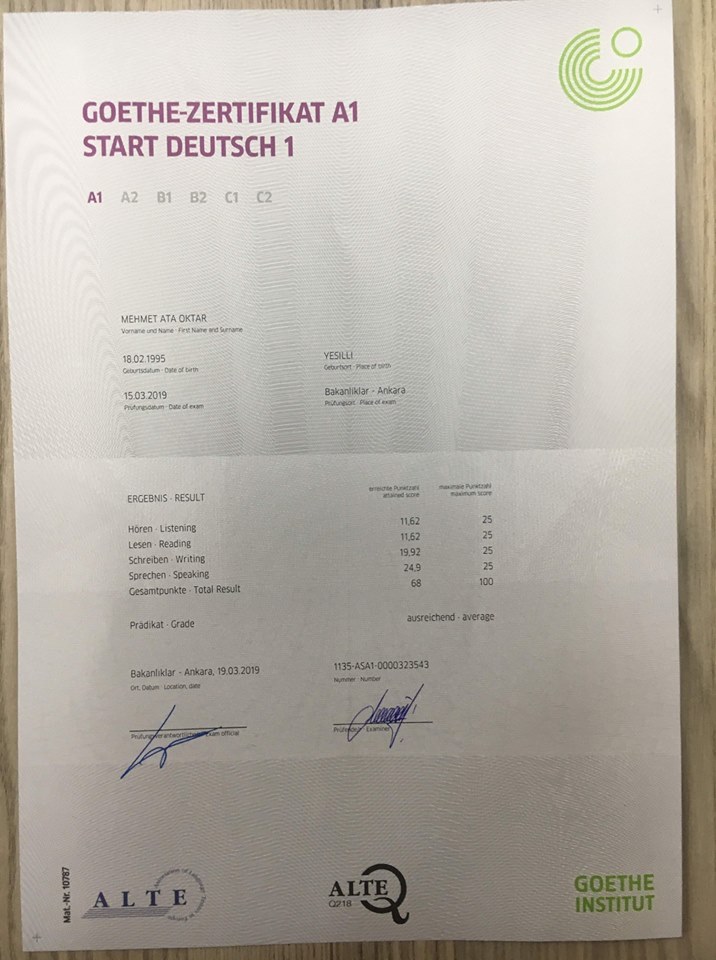 GOETHE-ZERTIFIKAT A1
START DEUTSCH 1
A1 A2 B1 B2 C1 C2
MEHMET ATA OKTAR
Vorname und Name · First Name and Surname
18.02.1995
Geburtsdatum · Date of birth
YESILLI
Geburtsort · Place of birth
15.03.2019
Prüfungsdatum · Date of exam
Bakanliklar - Ankara
Prüfungsort · Place of exam
ERGEBNIS · RESULT
erreichte Punktzahl
attained score
maximale Punktzahl
maximum score
Hören · Listening 11,62 25
Lesen · Reading 11,62 25
Schreiben · Writing 19,92 25
Sprechen · Speaking 24,9 25
Gesamtpunkte · Total Result 68 100
Prädikat · Grade ausreichend · average
Bakanliklar - Ankara, 19.03.2019
Ort, Datum · Location, date
1135-ASA1-0000323543
Nummer · Number
Prüfungsverantwortliche/r · Exam official
Examiner
Mat.-Nr. 10787
ALTE
ALTE
Q218
GOETHE
INSTITUT